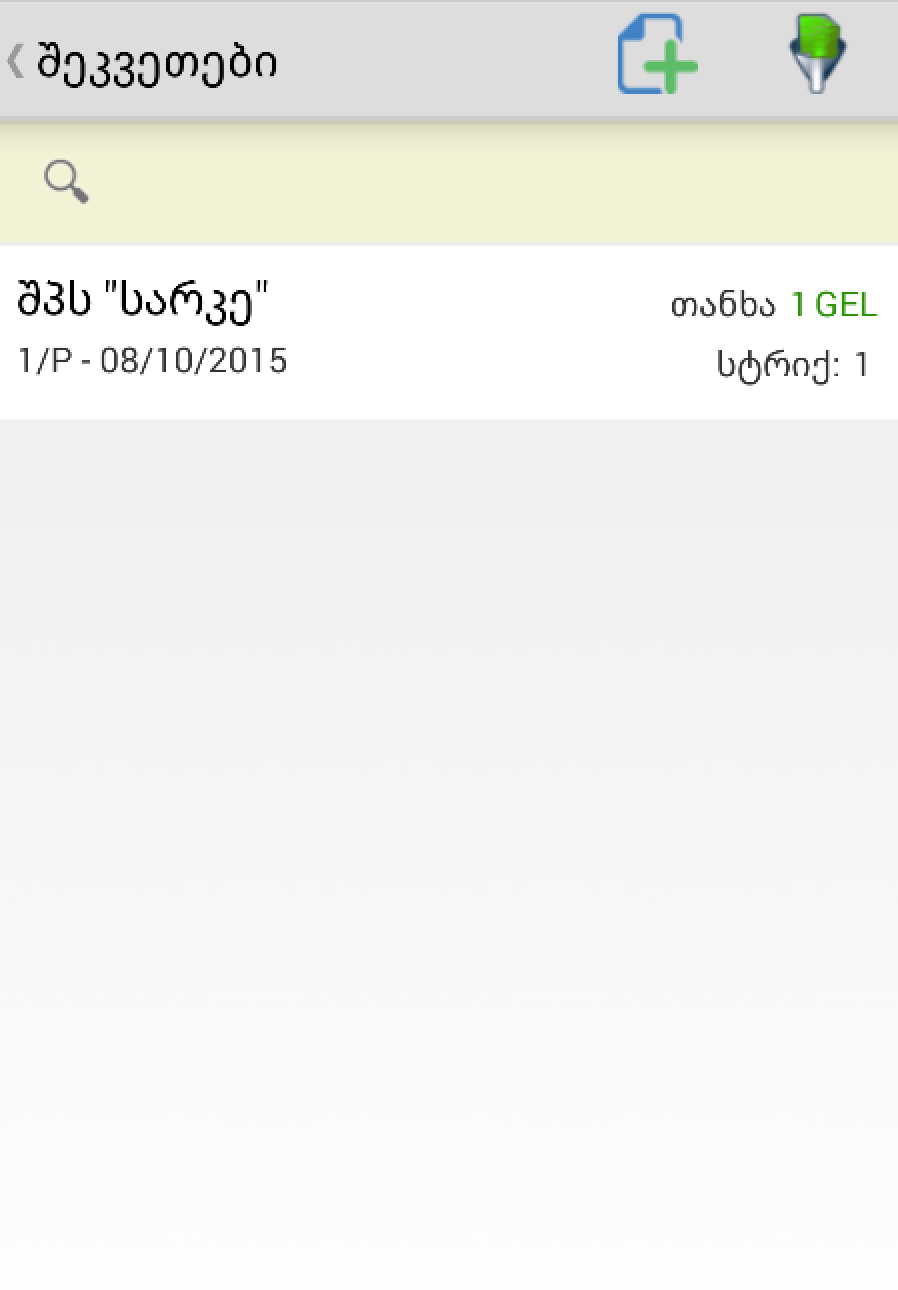 შეკვეთები
შპს "სარკე"
თანხა 1 GEL
1/P - 08/10/2015
სტრიქ: 1